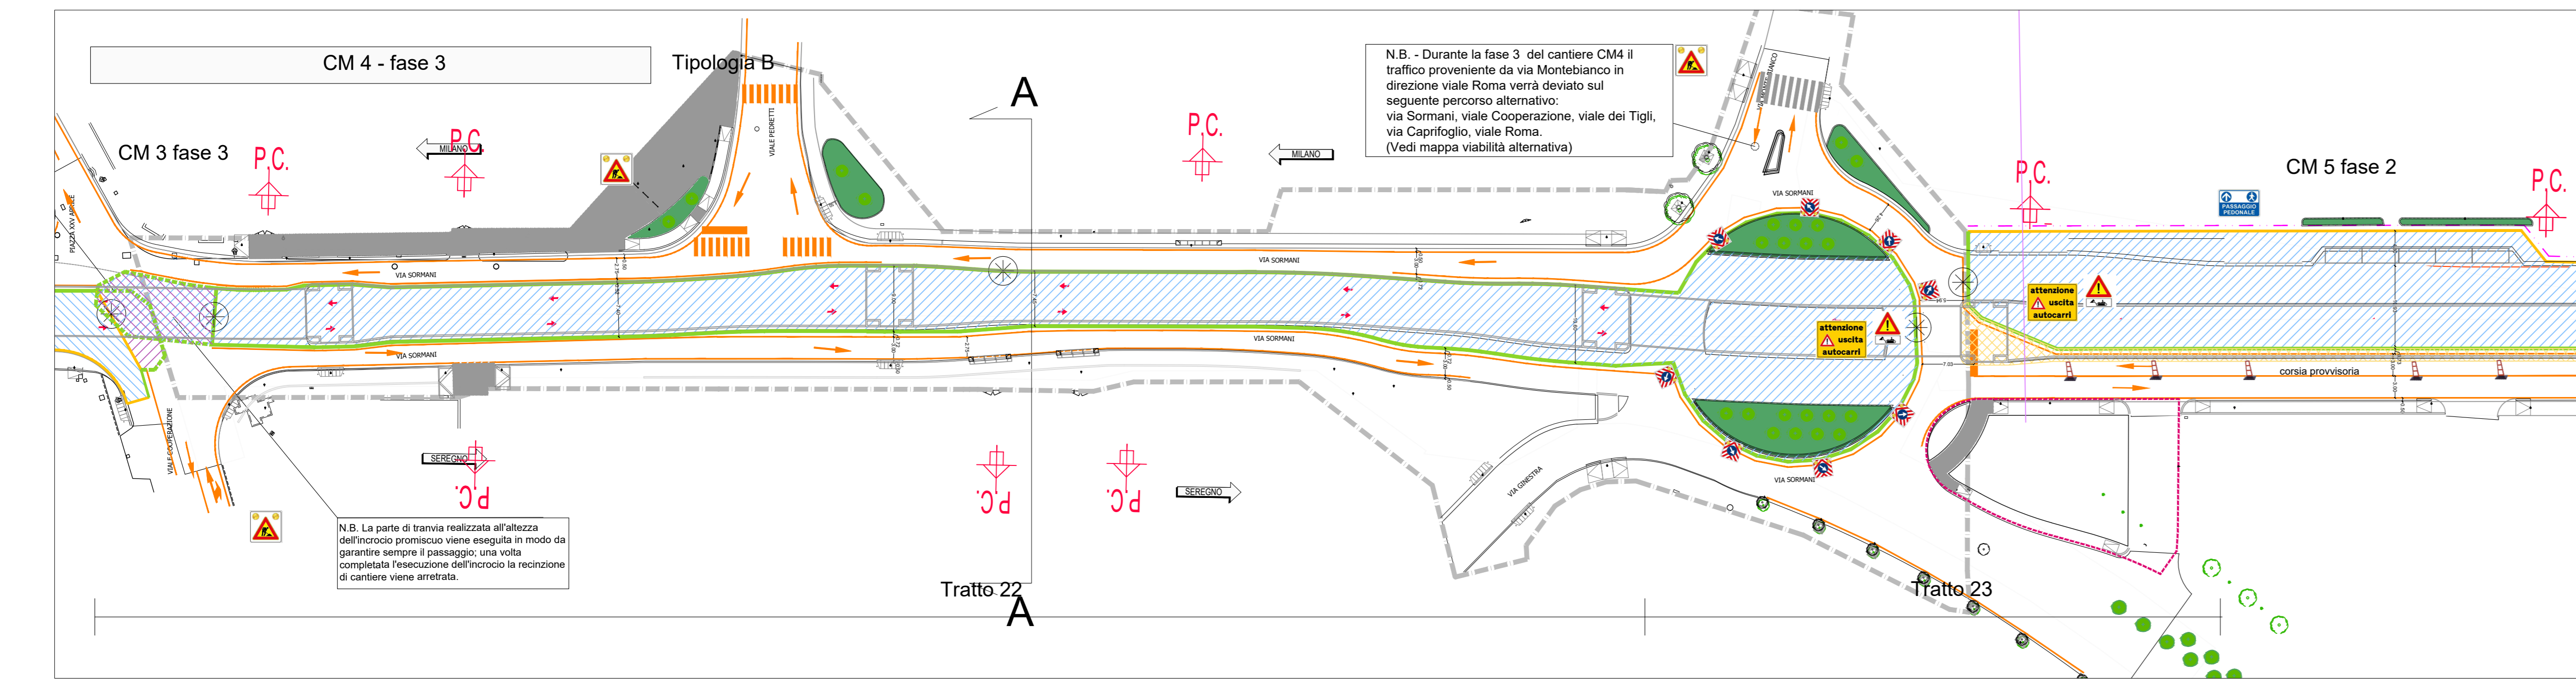 CM 4 - fase 3
Tipologia B
A
N.B. - Durante la fase 3 del cantiere CM4 il
traffico proveniente da via Montebianco in
direzione viale Roma verrà deviato sul
seguente percorso alternativo:
via Sormani, viale Cooperazione, viale dei Tigli,
via Caprifoglio, viale Roma.
(Vedi mappa viabilità alternativa)
CM 3 fase 3
P.C.
P.C.
MILANO
VIALE PEDRETTI
P.C.
MILANO
VIA SORMANI
P.C.
CM 5 fase 2
P.C.
PASSAGGIO
PEDONALE
VIA SORMANI
VIA SORMANI
attenzione
uscita
autocarri
attenzione
uscita
autocarri
VIA SORMANI
VIA SORMANI
corsia provvisoria
VIALE COOPERAZIONE
SEREGNO
P.C.
P.C.
P.C.
SEREGNO
VIA GINESTRA
VIA SORMANI
N.B. La parte di tranvia realizzata all'altezza
dell'incrocio promiscuo viene eseguita in modo da
garantire sempre il passaggio; una volta
completata l'esecuzione dell'incrocio la recinzione
di cantiere viene arretrata.
Tratto 22
A
Tratto 23